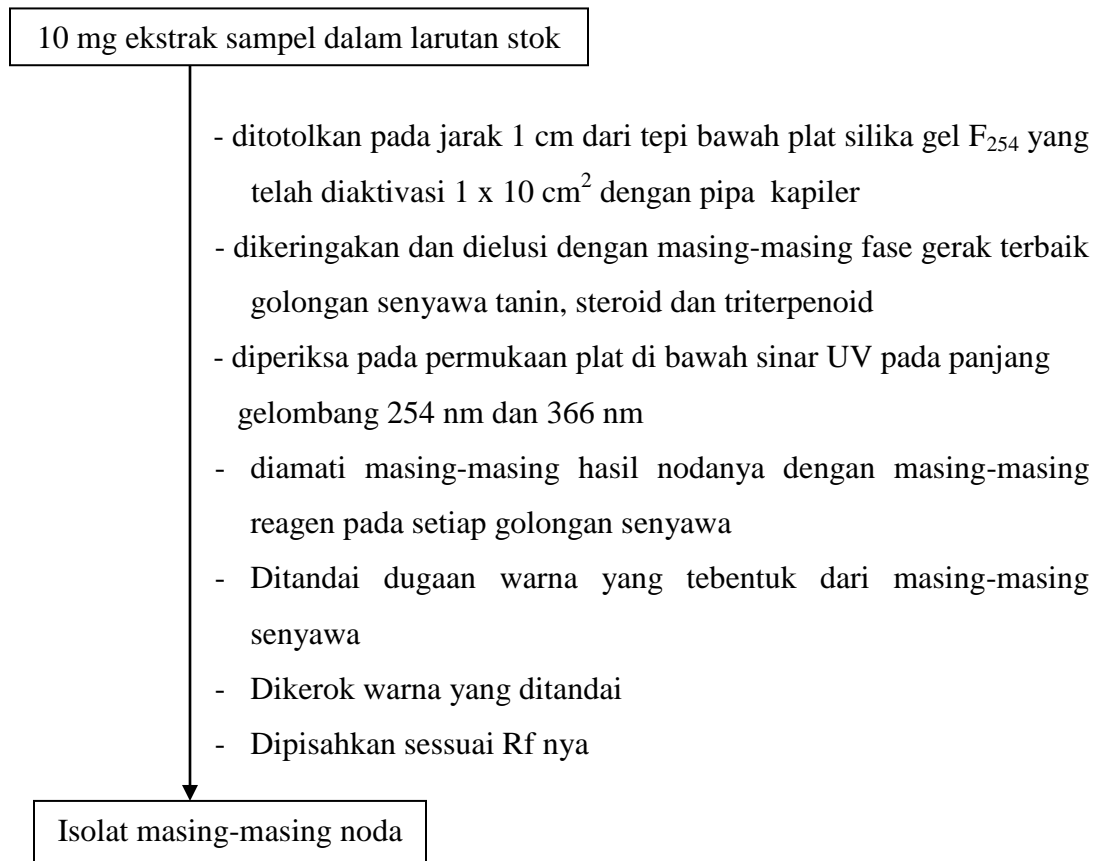 10 mg ekstrak sampel dalam larutan stok
- ditotolkan pada jarak 1 cm dari tepi bawah plat silika gel F₂₅₄ yang
telah diaktivasi 1 x 10 cm² dengan pipa kapiler
- dikeringakan dan dielusi dengan masing-masing fase gerak terbaik
golongan senyawa tanin, steroid dan triterpenoid
- diperiksa pada permukaan plat di bawah sinar UV pada panjang
gelombang 254 nm dan 366 nm
- diamati masing-masing hasil nodanya dengan masing-masing
reagen pada setiap golongan senyawa
- Ditandai dugaan warna yang tebentuk dari masing-masing
senyawa
- Dikerok warna yang ditandai
- Dipisahkan sessuai Rf nya
Isolat masing-masing noda